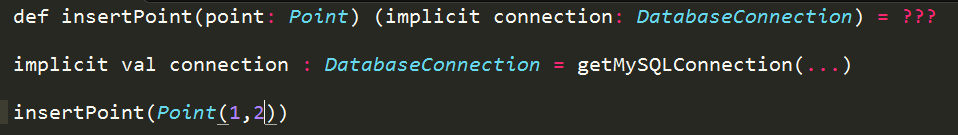 def insertPoint(point: Point) (implicit connection: DatabaseConnection) = ???
implicit val connection : DatabaseConnection = getMySQLConnection(...)
insertPoint(Point(1,2))